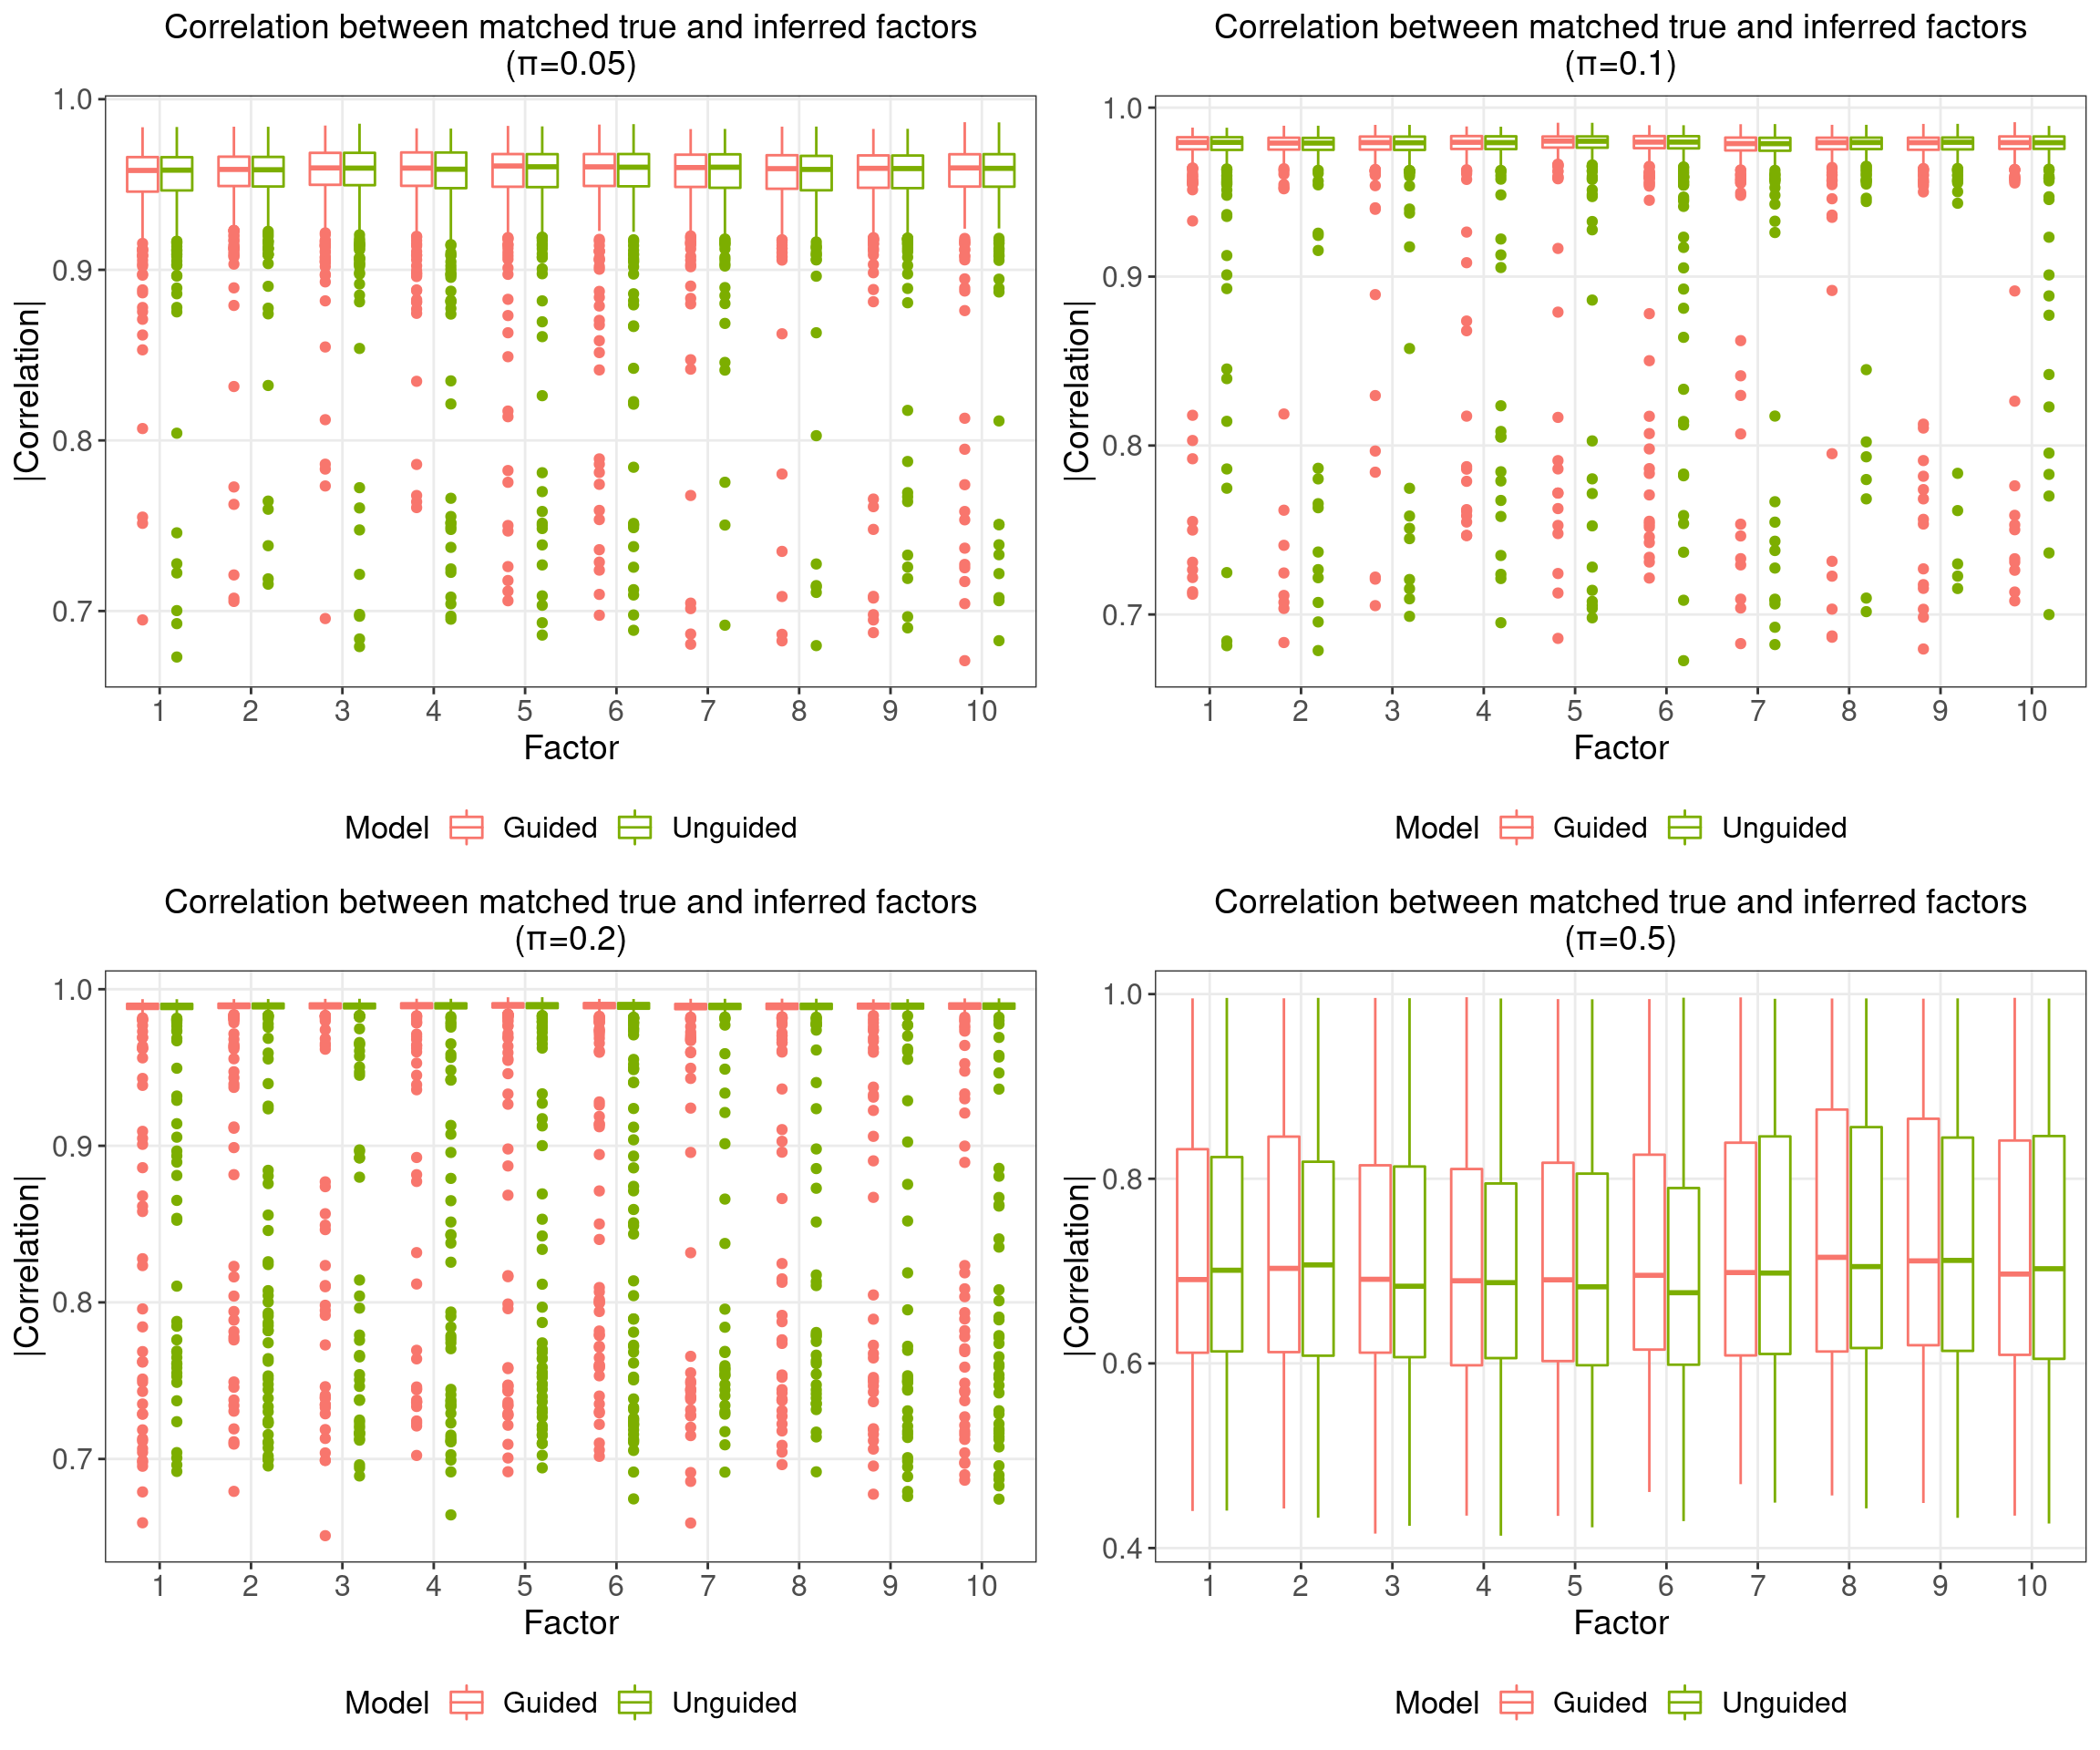 Correlation between matched true and inferred factors
(π=0.05)
|Correlation|
1.0
0.9
0.8
0.7
1 2 3 4 5 6 7 8 9 10
Factor
Model Guided Unguided
Correlation between matched true and inferred factors
(π=0.1)
|Correlation|
1.0
0.9
0.8
0.7
1 2 3 4 5 6 7 8 9 10
Factor
Model Guided Unguided
Correlation between matched true and inferred factors
(π=0.2)
|Correlation|
1.0
0.9
0.8
0.7
1 2 3 4 5 6 7 8 9 10
Factor
Model Guided Unguided
Correlation between matched true and inferred factors
(π=0.5)
|Correlation|
1.0
0.8
0.6
0.4
1 2 3 4 5 6 7 8 9 10
Factor
Model Guided Unguided